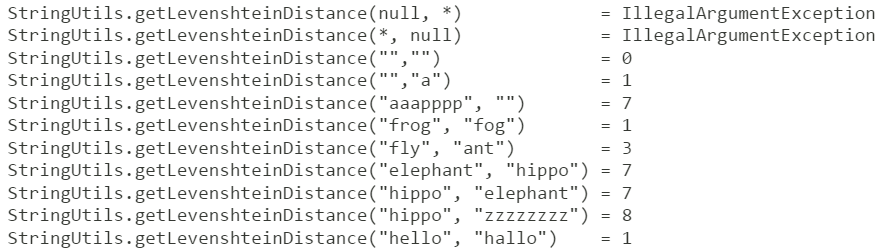 StringUtils.getLevenshteinDistance(null, *)             = IllegalArgumentException
StringUtils.getLevenshteinDistance(*, null)             = IllegalArgumentException
StringUtils.getLevenshteinDistance("","")               = 0
StringUtils.getLevenshteinDistance("","a")              = 1
StringUtils.getLevenshteinDistance("aaapppp", "")       = 7
StringUtils.getLevenshteinDistance("frog", "fog")       = 1
StringUtils.getLevenshteinDistance("fly", "ant")        = 3
StringUtils.getLevenshteinDistance("elephant", "hippo") = 7
StringUtils.getLevenshteinDistance("hippo", "elephant") = 7
StringUtils.getLevenshteinDistance("hippo", "zzzzzzzz") = 8
StringUtils.getLevenshteinDistance("hello", "hallo")    = 1